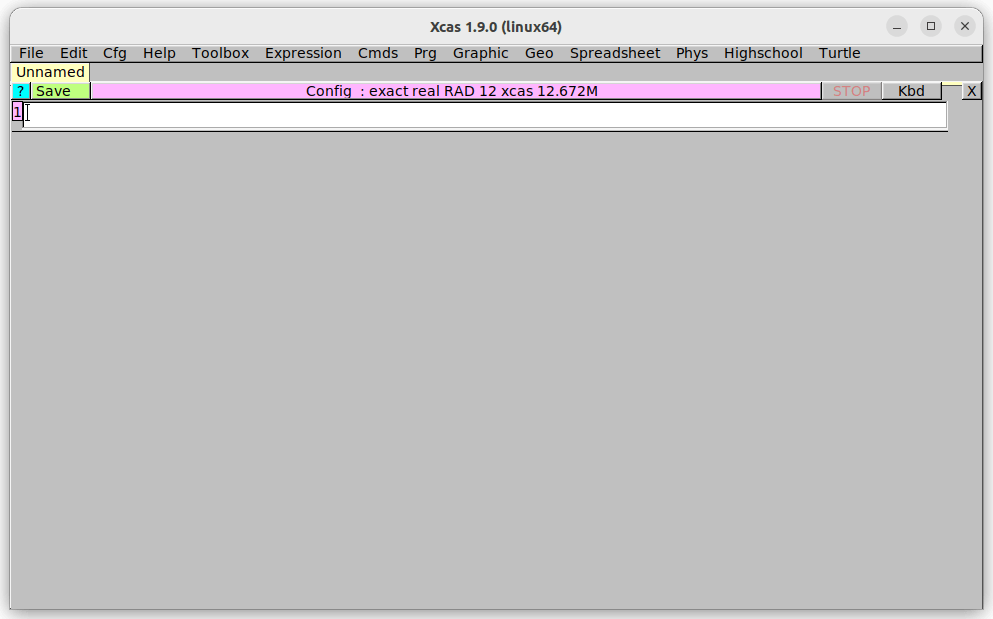 Xcas 1.9.0 (linux64)
File Edit Cfg Help Toolbox Expression Cmds Prg Graphic Geo Spreadsheet Phys Highschool Turtle
Unnamed
? Save Config : exact real RAD 12 xcas 12.672M STOP Kbd X
1